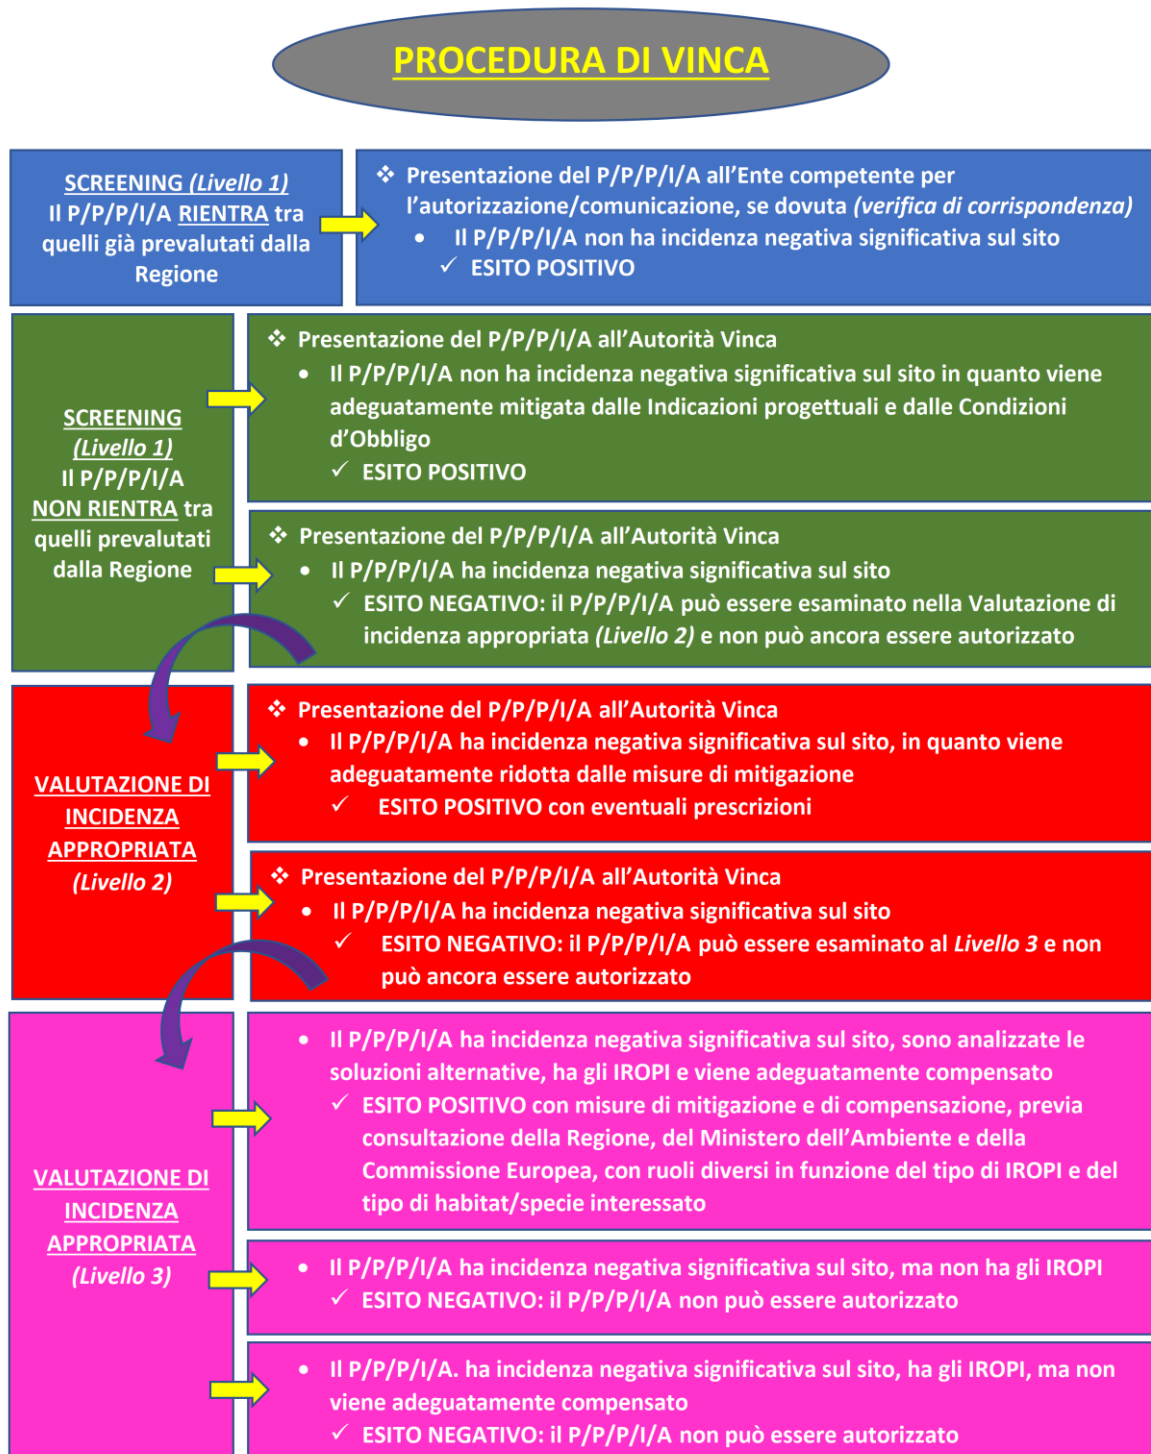 PROCEDURA DI VINCA
SCREENING (Livello 1)
Il P/P/P/I/A RIENTRA tra
quelli già prevalutati dalla
Regione
❖ Presentazione del P/P/P/I/A all'Ente competente per
l'autorizzazione/comunicazione, se dovuta (verifica di corrispondenza)
• Il P/P/P/I/A non ha incidenza negativa significativa sul sito
✓ ESITO POSITIVO
SCREENING
(Livello 1)
Il P/P/P/I/A
NON RIENTRA tra
quelli prevalutati
dalla Regione
❖ Presentazione del P/P/P/I/A all'Autorità Vinca
• Il P/P/P/I/A non ha incidenza negativa significativa sul sito in quanto viene
adeguatamente mitigata dalle Indicazioni progettuali e dalle Condizioni
d'Obbligo
✓ ESITO POSITIVO
❖ Presentazione del P/P/P/I/A all'Autorità Vinca
• Il P/P/P/I/A ha incidenza negativa significativa sul sito
✓ ESITO NEGATIVO: il P/P/P/I/A può essere esaminato nella Valutazione di
incidenza appropriata (Livello 2) e non può ancora essere autorizzato
VALUTAZIONE DI
INCIDENZA
APPROPRIATA
(Livello 2)
❖ Presentazione del P/P/P/I/A all'Autorità Vinca
• Il P/P/P/I/A ha incidenza negativa significativa sul sito, in quanto viene
adeguatamente ridotta dalle misure di mitigazione
✓ ESITO POSITIVO con eventuali prescrizioni
❖ Presentazione del P/P/P/I/A all'Autorità Vinca
• Il P/P/P/I/A ha incidenza negativa significativa sul sito
✓ ESITO NEGATIVO: il P/P/P/I/A può essere esaminato al Livello 3 e non
può ancora essere autorizzato
VALUTAZIONE DI
INCIDENZA
APPROPRIATA
(Livello 3)
• Il P/P/P/I/A ha incidenza negativa significativa sul sito, sono analizzate le
soluzioni alternative, ha gli IROPI e viene adeguatamente compensato
✓ ESITO POSITIVO con misure di mitigazione e di compensazione, previa
consultazione della Regione, del Ministero dell'Ambiente e della
Commissione Europea, con ruoli diversi in funzione del tipo di IROPI e del
tipo di habitat/specie interessato
• Il P/P/P/I/A ha incidenza negativa significativa sul sito, ma non ha gli IROPI
✓ ESITO NEGATIVO: il P/P/P/I/A non può essere autorizzato
• Il P/P/P/I/A. ha incidenza negativa significativa sul sito, ha gli IROPI, ma non
viene adeguatamente compensato
✓ ESITO NEGATIVO: il P/P/P/I/A non può essere autorizzato